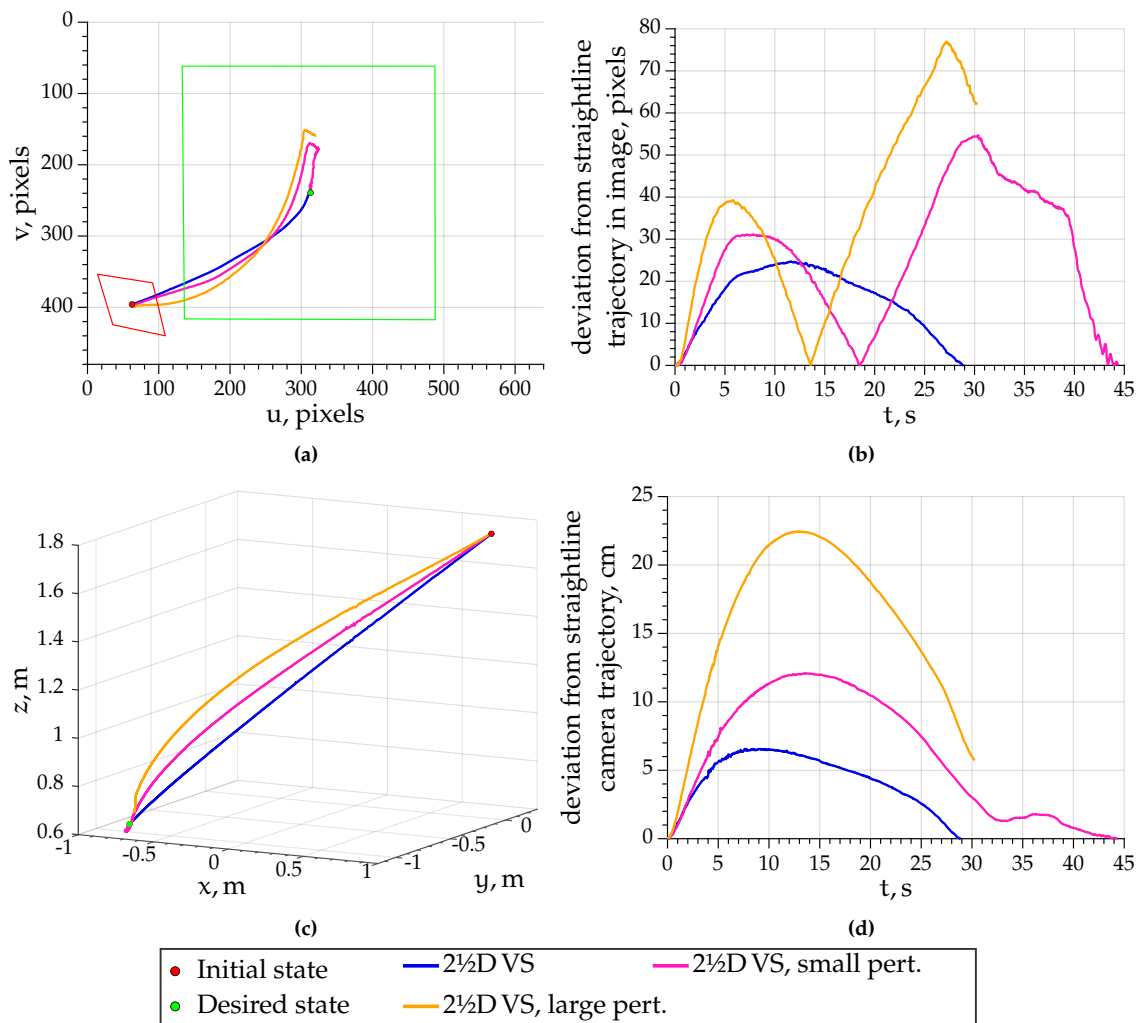 0
100
200
300
400
v, pixels
0 100 200 300 400 500 600
u, pixels
(a)
80
70
60
50
40
30
20
10
0
deviation from straightline
trajectory in image, pixels
0 5 10 15 20 25 30 35 40 45
t, s
(b)
1.8
1.6
1.4
1.2
1
0.8
0.6
z, m
-1 -0.5 0 0.5 1
x, m
-1 -0.5 0
y, m
(c)
25
20
15
10
5
0
deviation from straightline
camera trajectory, cm
0 5 10 15 20 25 30 35 40 45
t, s
(d)
Initial state 2½D VS 2½D VS, small pert.
Desired state 2½D VS, large pert.